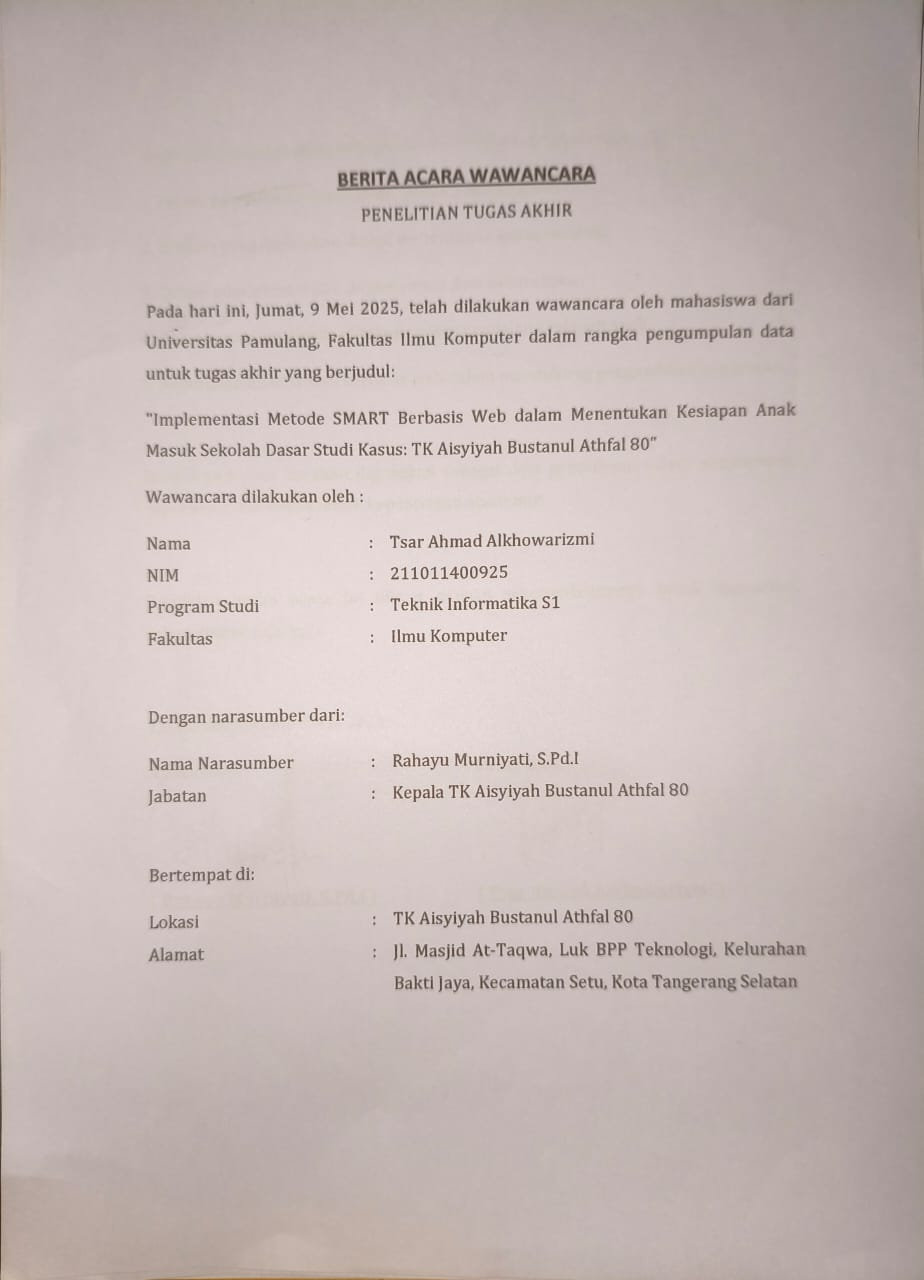 BERITA ACARA WAWANCARA
PENELITIAN TUGAS AKHIR
Pada hari ini, Jumat, 9 Mei 2025, telah dilakukan wawancara oleh mahasiswa dari
Universitas Pamulang, Fakultas Ilmu Komputer dalam rangka pengumpulan data
untuk tugas akhir yang berjudul:
"Implementasi Metode SMART Berbasis Web dalam Menentukan Kesiapan Anak
Masuk Sekolah Dasar Studi Kasus: TK Aisyiyah Bustanul Athfal 80"
Wawancara dilakukan oleh :
Nama : Tsar Ahmad Alkhowarizmi
NIM : 211011400925
Program Studi : Teknik Informatika S1
Fakultas : Ilmu Komputer
Dengan narasumber dari:
Nama Narasumber : Rahayu Murniyati, S.Pd.I
Jabatan : Kepala TK Aisyiyah Bustanul Athfal 80
Bertempat di:
Lokasi : TK Aisyiyah Bustanul Athfal 80
Alamat : Jl. Masjid At-Taqwa, Luk BPP Teknologi, Kelurahan
Bakti Jaya, Kecamatan Setu, Kota Tangerang Selatan